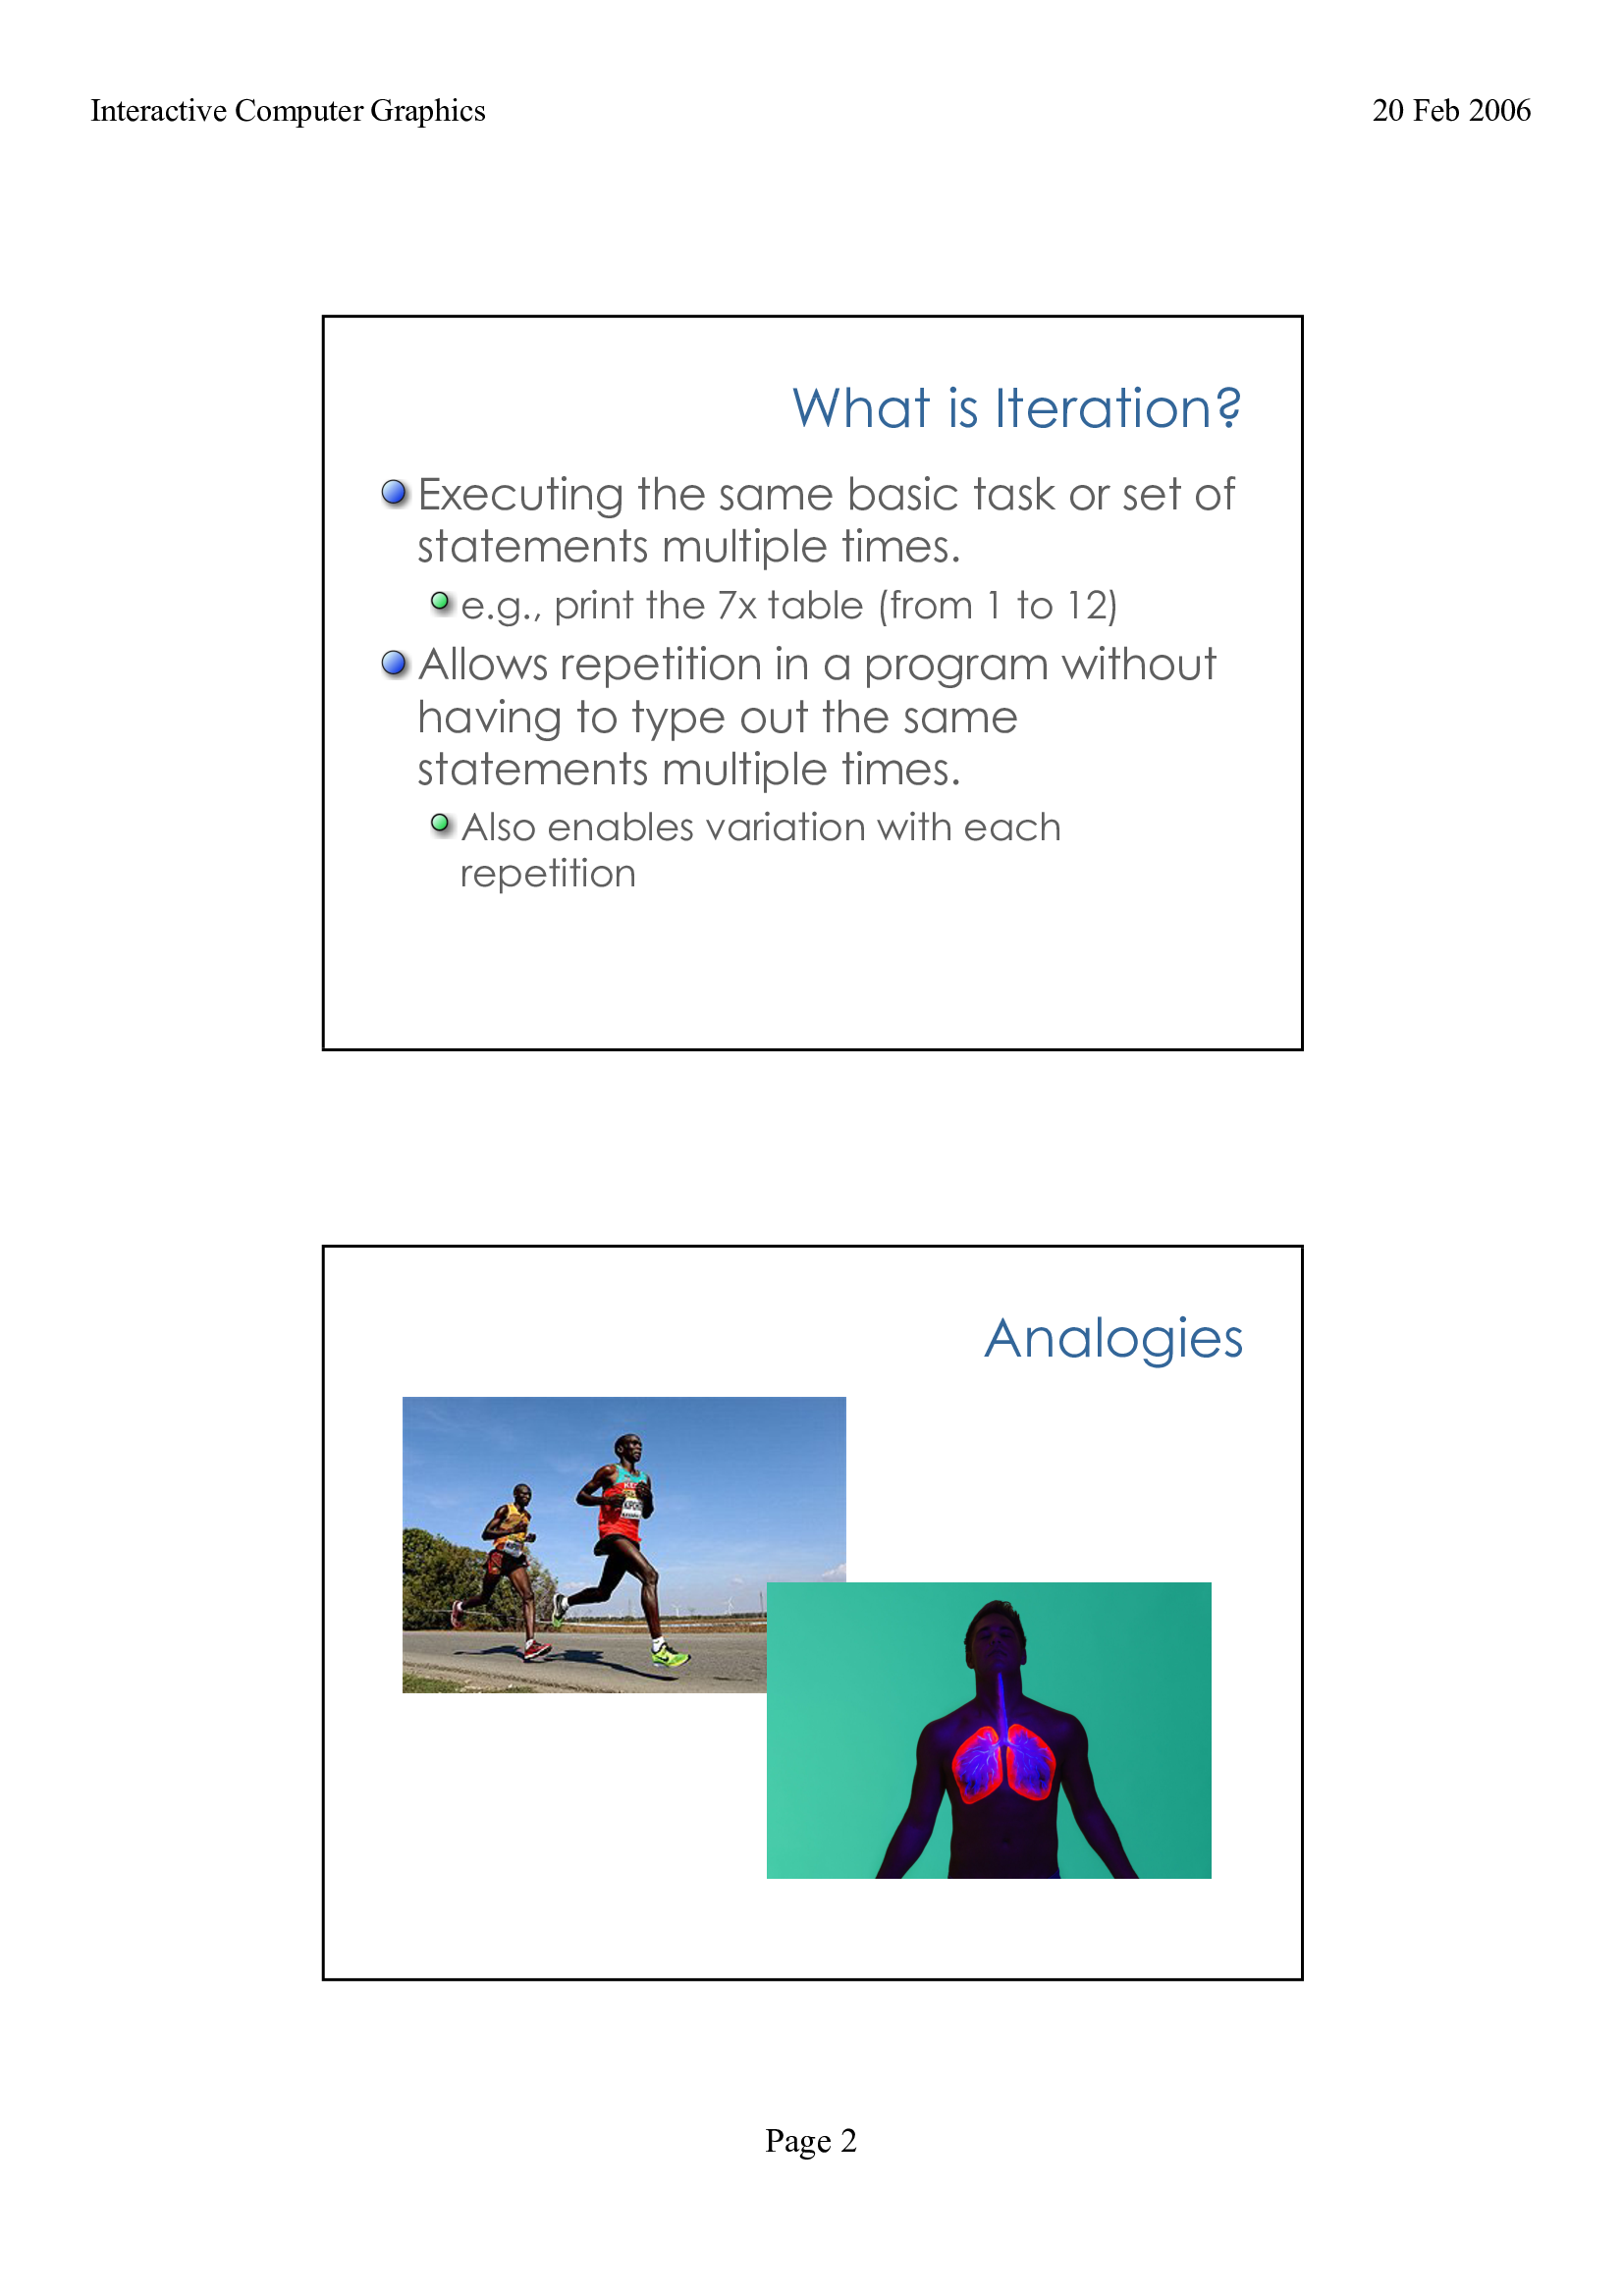 Interactive Computer Graphics
20 Feb 2006
What is Iteration?
Executing the same basic task or set of
statements multiple times.
e.g., print the 7x table (from 1 to 12)
Allows repetition in a program without
having to type out the same
statements multiple times.
Also enables variation with each
repetition
Analogies
Page 2